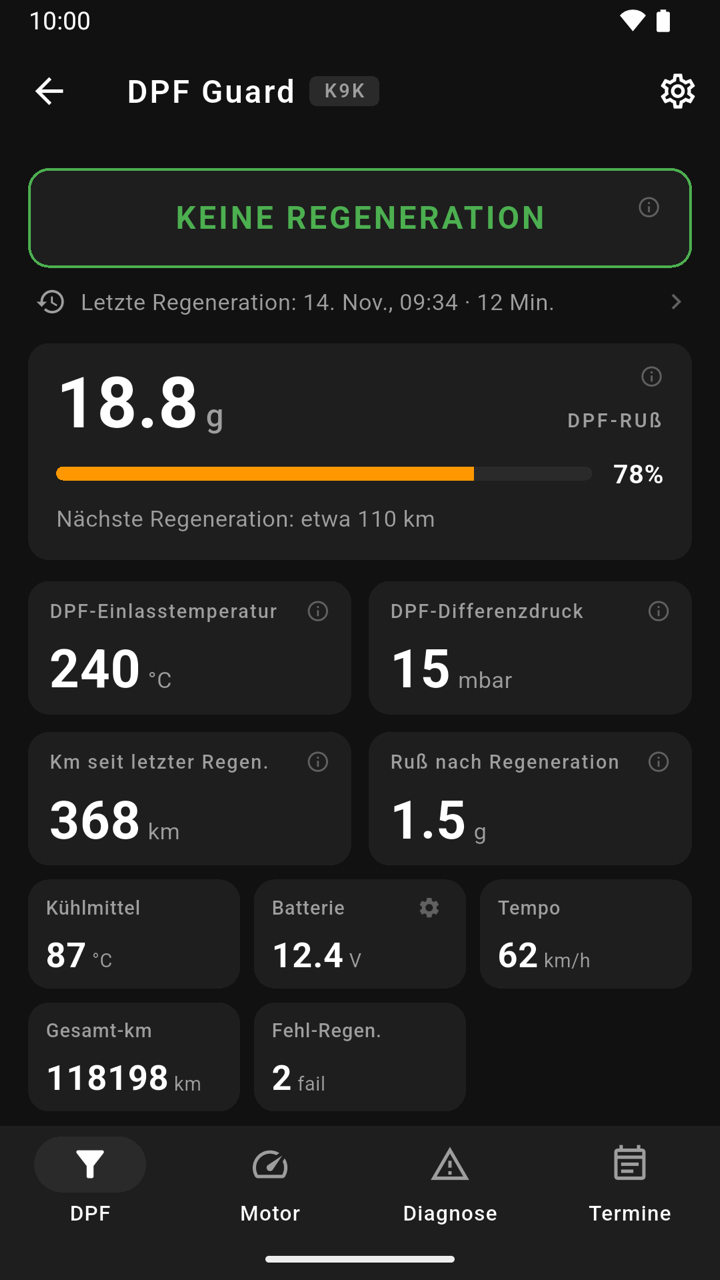 10:00
DPF Guard K9K
KEINE REGENERATION
Letzte Regeneration: 14. Nov., 09:34 · 12 Min.
18.8 g
DPF-RUß
78%
Nächste Regeneration: etwa 110 km
DPF-Einlasstemperatur
240 °C
DPF-Differenzdruck
15 mbar
Km seit letzter Regen.
368 km
Ruß nach Regeneration
1.5 g
Kühlmittel
87 °C
Batterie
12.4 V
Tempo
62 km/h
Gesamt-km
118198 km
Fehl-Regen.
2 fail
DPF
Motor
Diagnose
Termine